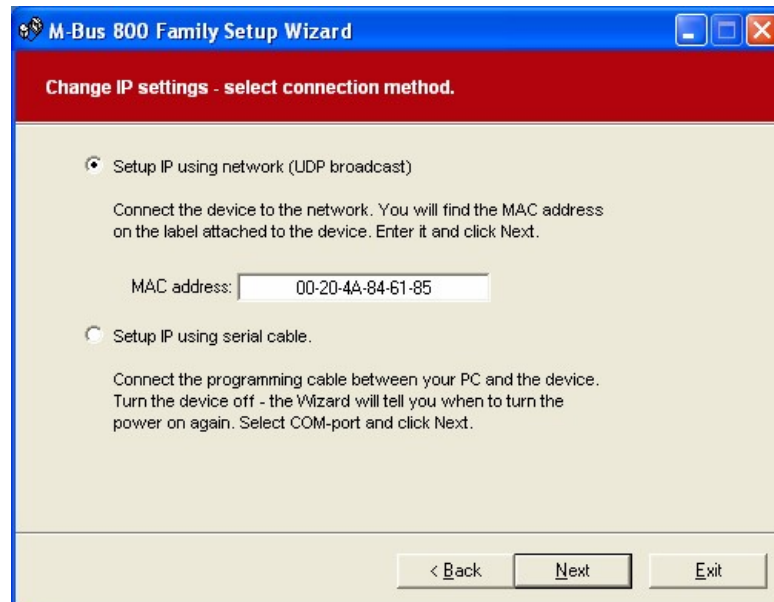 M-Bus 800 Family Setup Wizard
Change IP settings - select connection method.
Setup IP using network (UDP broadcast)
Connect the device to the network. You will find the MAC address
on the label attached to the device. Enter it and click Next.
MAC address: 00-20-4A-84-61-85
Setup IP using serial cable.
Connect the programming cable between your PC and the device.
Turn the device off - the Wizard will tell you when to turn the
power on again. Select COM-port and click Next.
< Back Next Exit